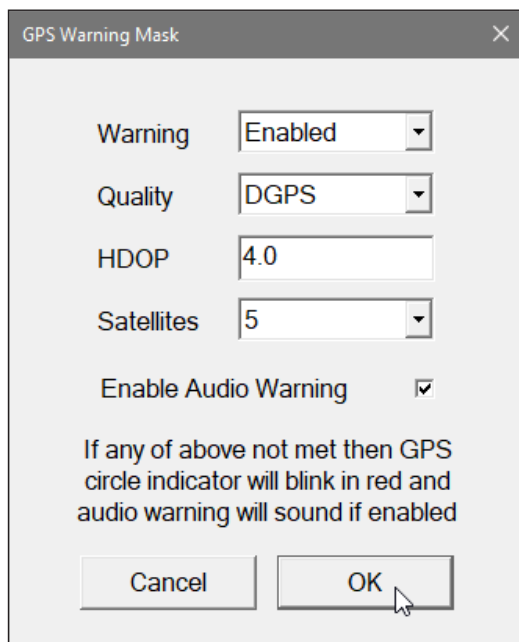 GPS Warning Mask
Warning Enabled
Quality DGPS
HDOP 4.0
Satellites 5
Enable Audio Warning
If any of above not met then GPS
circle indicator will blink in red and
audio warning will sound if enabled
Cancel OK